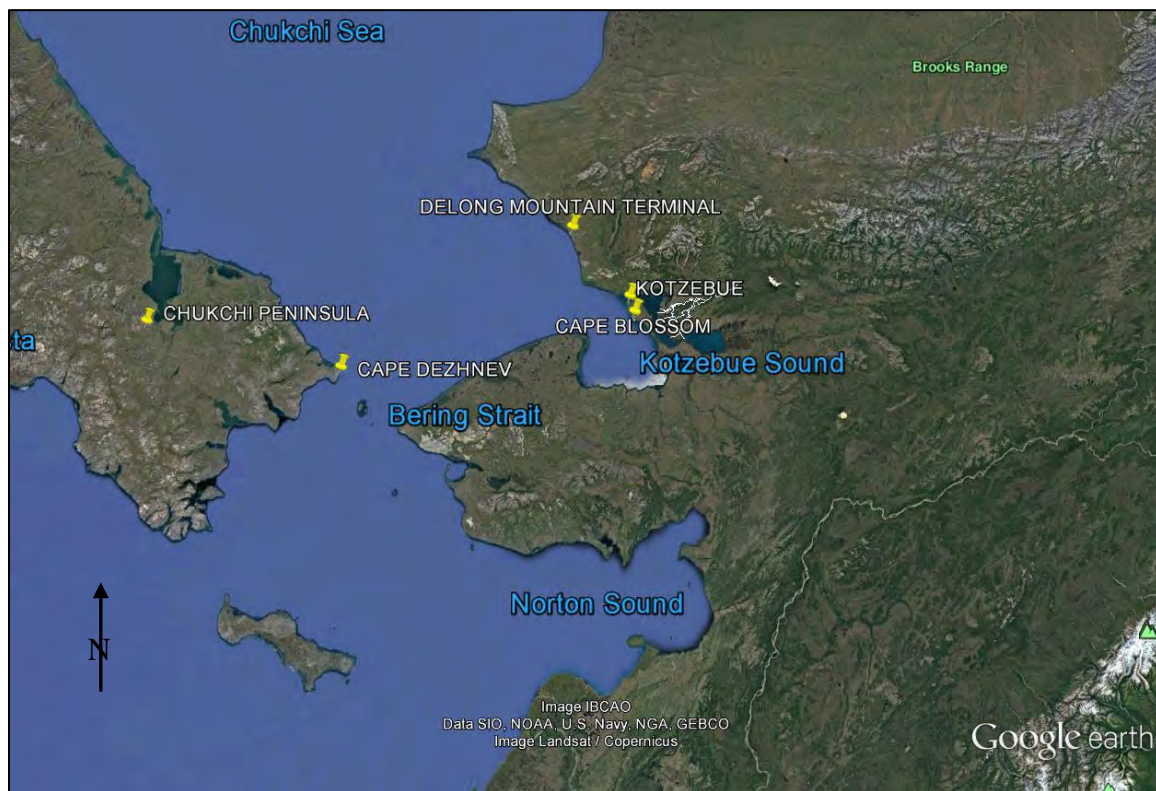 Chukchi Sea
Brooks Range
DELONG MOUNTAIN TERMINAL
KOTZEBUE
CHUKCHI PENINSULA
CAPE BLOSSOM
ta
Kotzebue Sound
CAPE DEZHNEV
Bering Strait
Norton Sound
N
Image IBCAO
Data SIO, NOAA, U.S. Navy, NGA, GEBCO
Image Landsat / Copernicus
Google earth